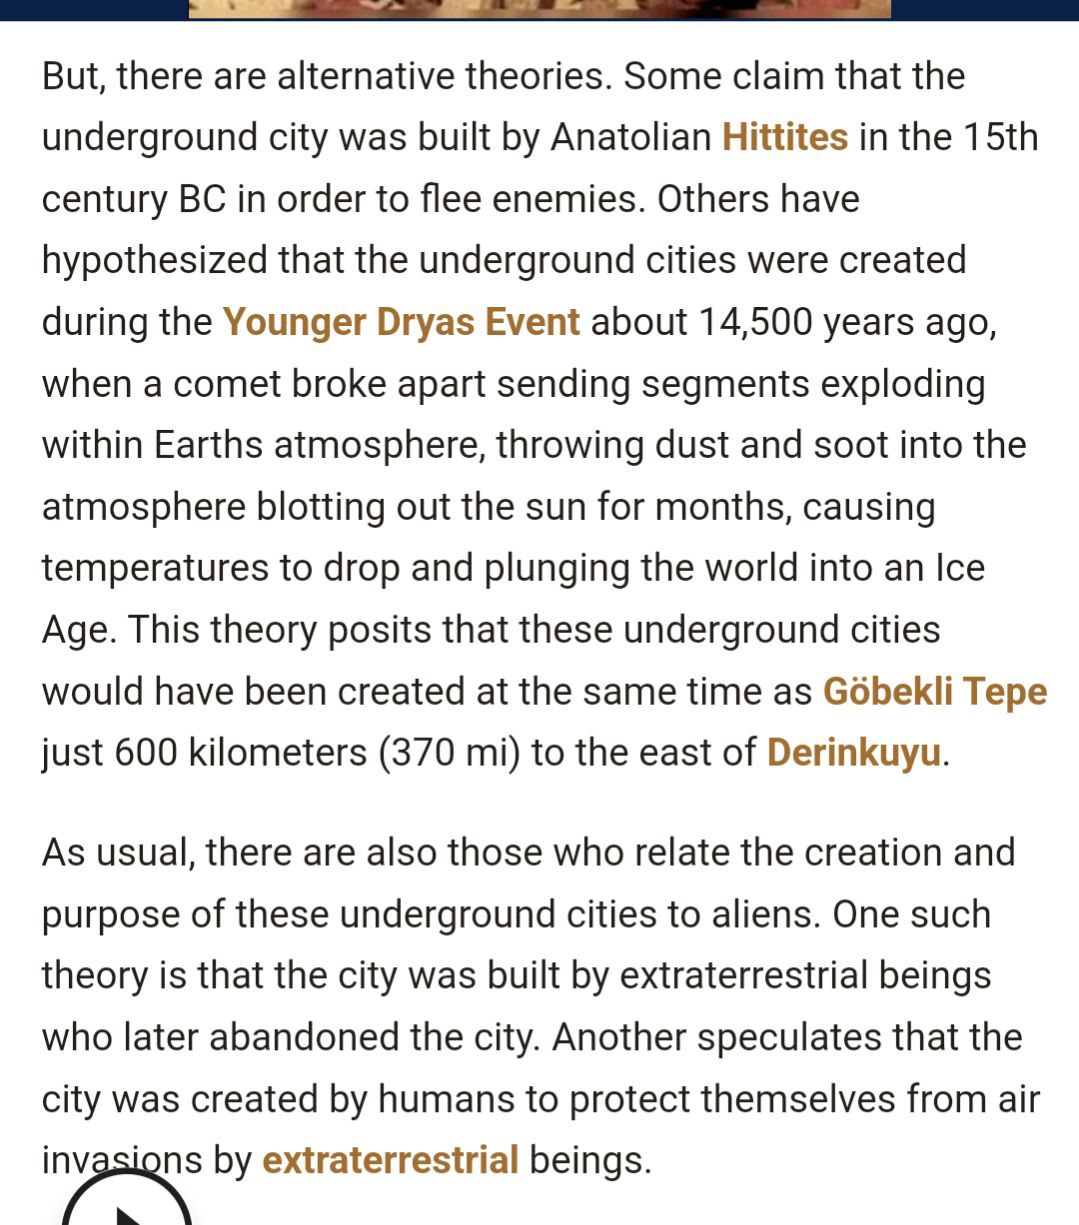 But, there are alternative theories. Some claim that the
underground city was built by Anatolian Hittites in the 15th
century BC in order to flee enemies. Others have
hypothesized that the underground cities were created
during the Younger Dryas Event about 14,500 years ago,
when a comet broke apart sending segments exploding
within Earths atmosphere, throwing dust and soot into the
atmosphere blotting out the sun for months, causing
temperatures to drop and plunging the world into an Ice
Age. This theory posits that these underground cities
would have been created at the same time as Göbekli Tepe
just 600 kilometers (370 mi) to the east of Derinkuyu.
As usual, there are also those who relate the creation and
purpose of these underground cities to aliens. One such
theory is that the city was built by extraterrestrial beings
who later abandoned the city. Another speculates that the
city was created by humans to protect themselves from air
invasions by extraterrestrial beings.